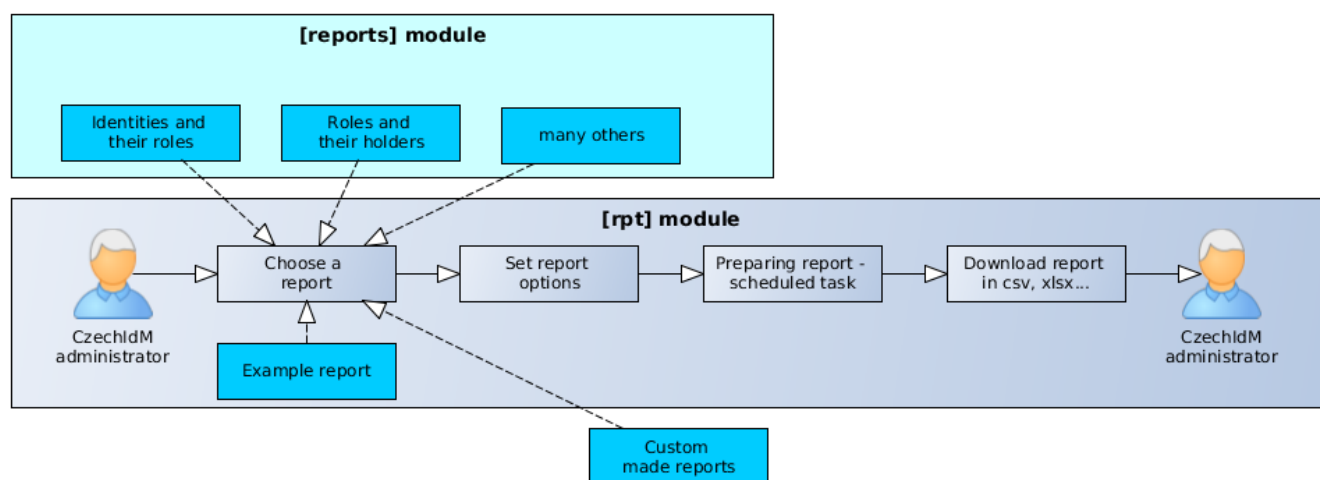 [reports] module
Identities and
their roles
Roles and
their holders
many others
[rpt] module
CzechIdM
administrator
Choose a
report
Set report
options
Preparing report -
scheduled task
Download report
in csv, xlsx...
CzechIdM
administrator
Example report
Custom
made reports